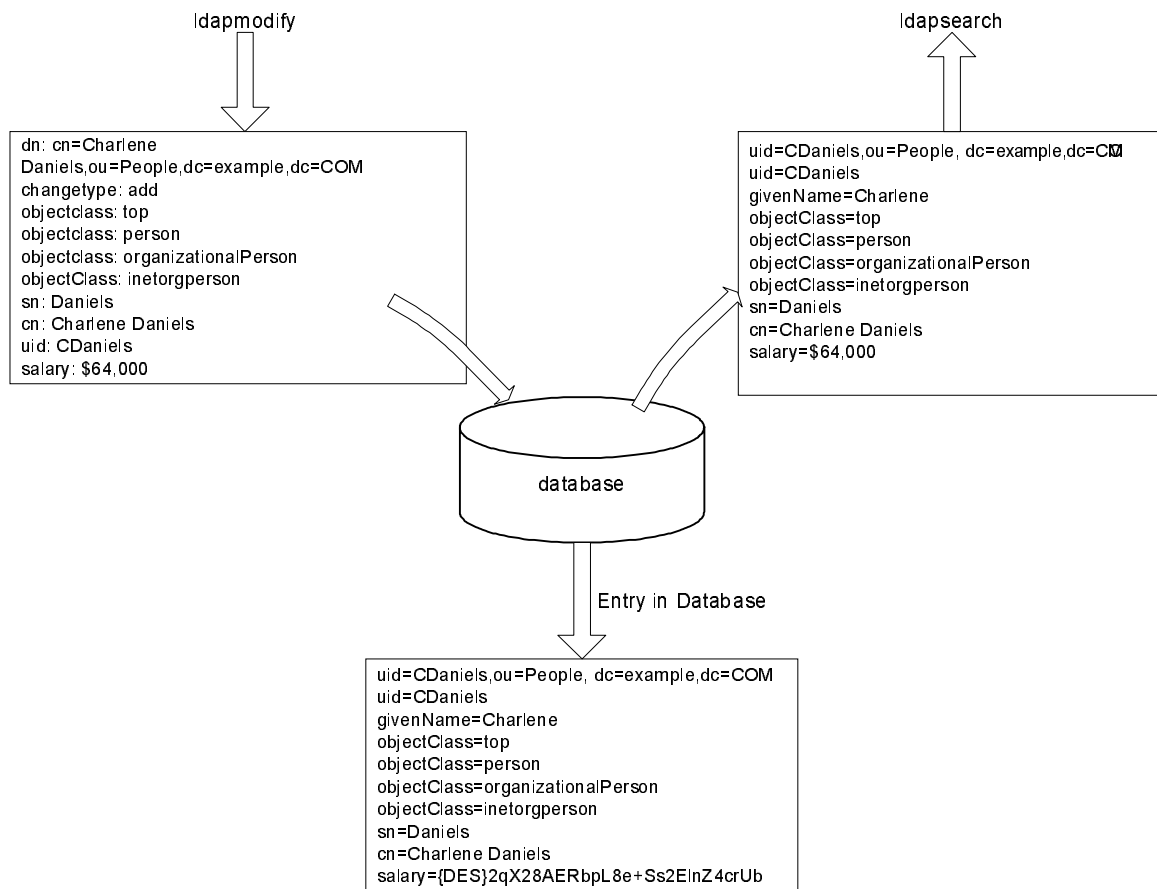 ldapmodify
ldapsearch
dn: cn=Charlene
Daniels,ou=People,dc=example,dc=COM
changetype: add
objectclass: top
objectclass: person
objectclass: organizationalPerson
objectClass: inetorgperson
sn: Daniels
cn: Charlene Daniels
uid: CDaniels
salary: $64,000
uid=CDaniels,ou=People, dc=example,dc=COM
uid=CDaniels
givenName=Charlene
objectClass=top
objectClass=person
objectClass=organizationalPerson
objectClass=inetorgperson
sn=Daniels
cn=Charlene Daniels
salary=$64,000
database
Entry in Database
uid=CDaniels,ou=People, dc=example,dc=COM
uid=CDaniels
givenName=Charlene
objectClass=top
objectClass=person
objectClass=organizationalPerson
objectClass=inetorgperson
sn=Daniels
cn=Charlene Daniels
salary={DES}2qX28AERbpL8e+Ss2ElnZ4crUb